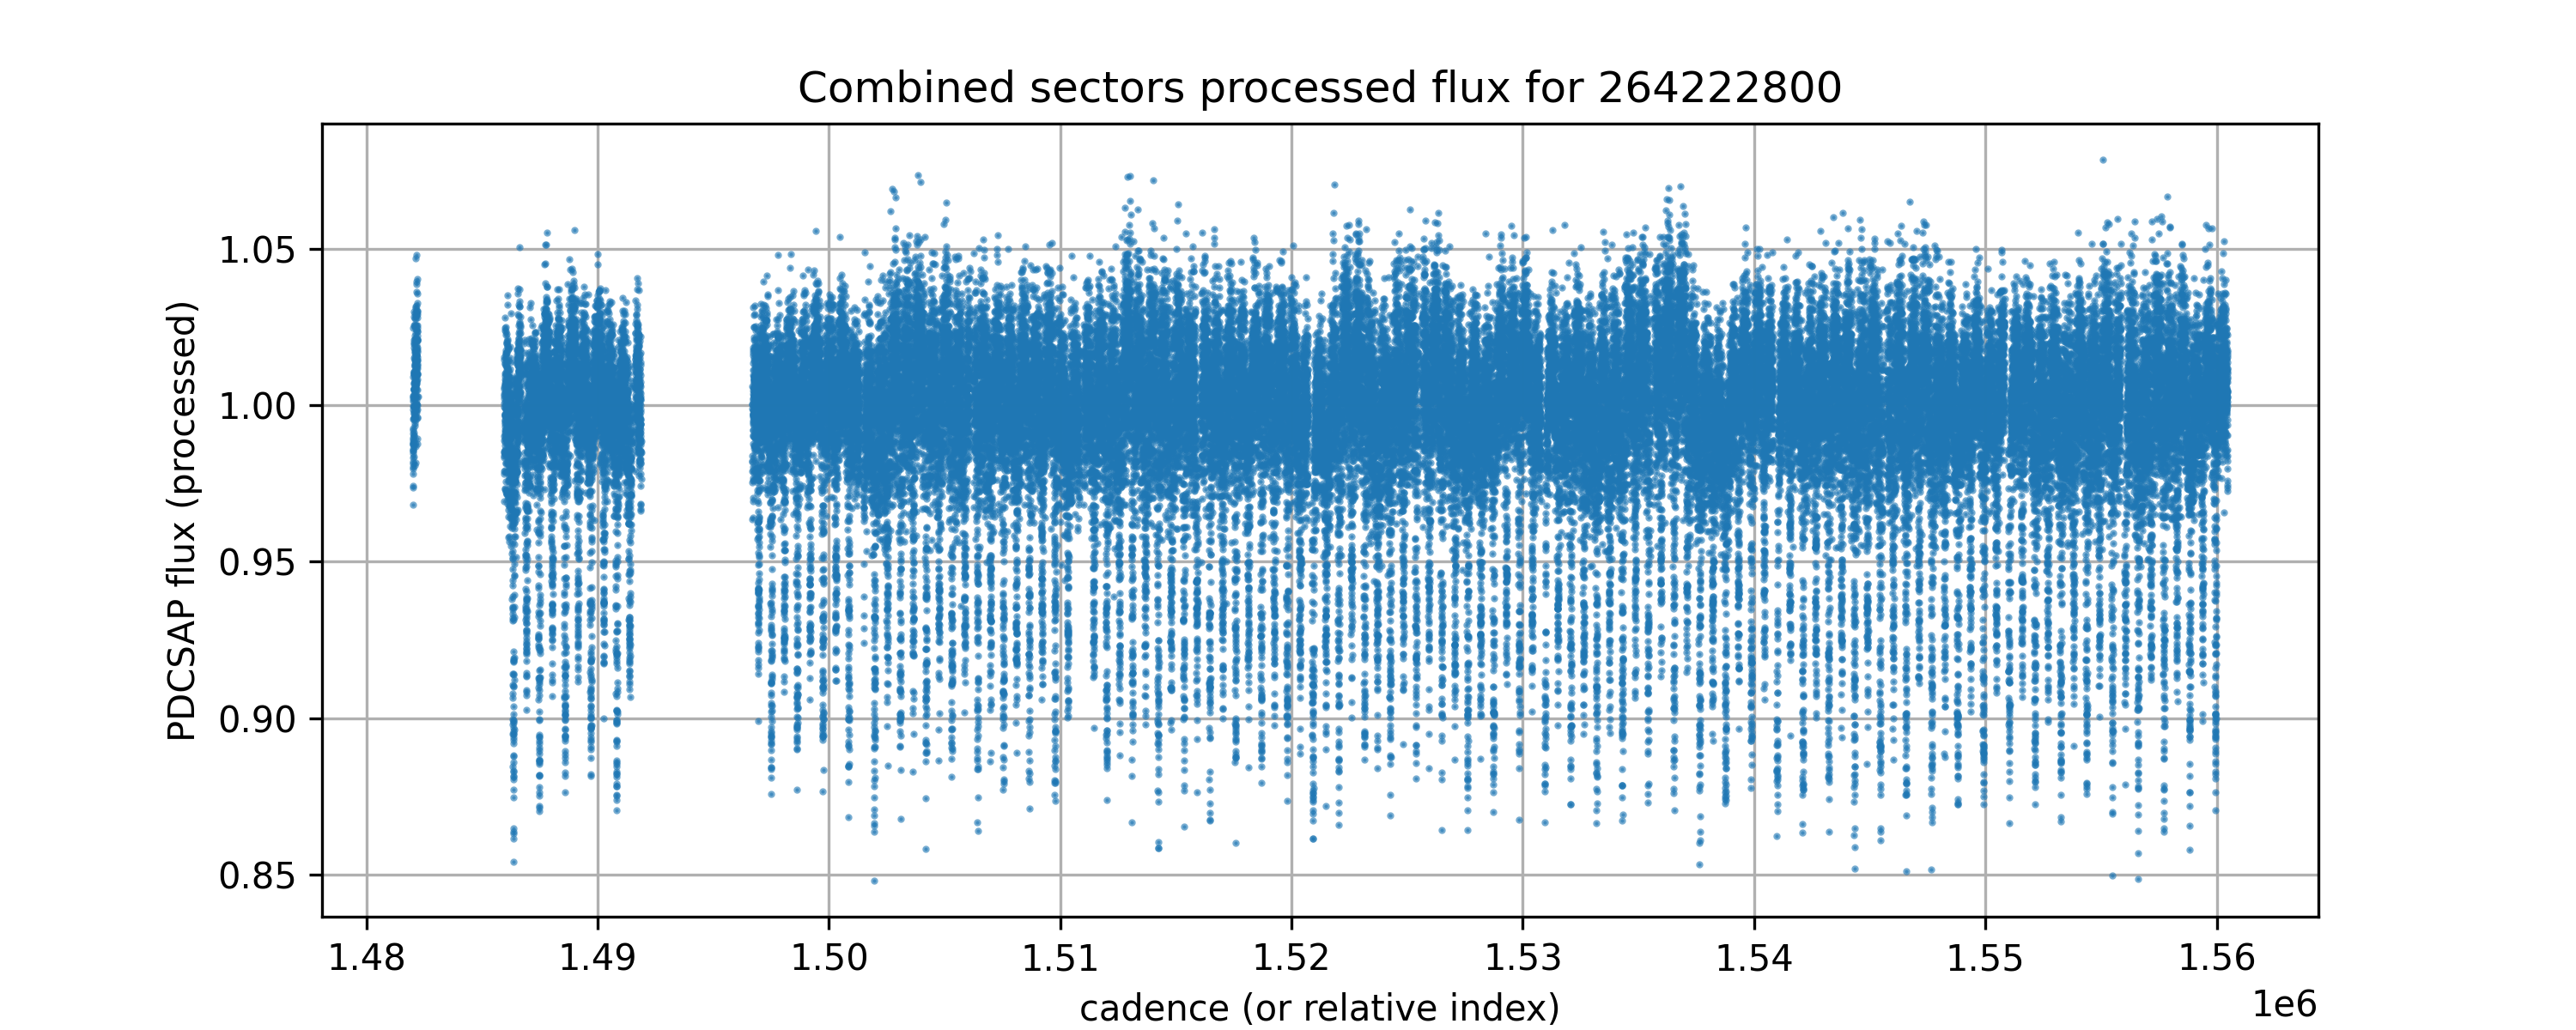 Combined sectors processed flux for 264222800
PDCSAP flux (processed)
1.05
1.00
0.95
0.90
0.85
1.48 1.49 1.50 1.51 1.52 1.53 1.54 1.55 1.56
1e6
cadence (or relative index)